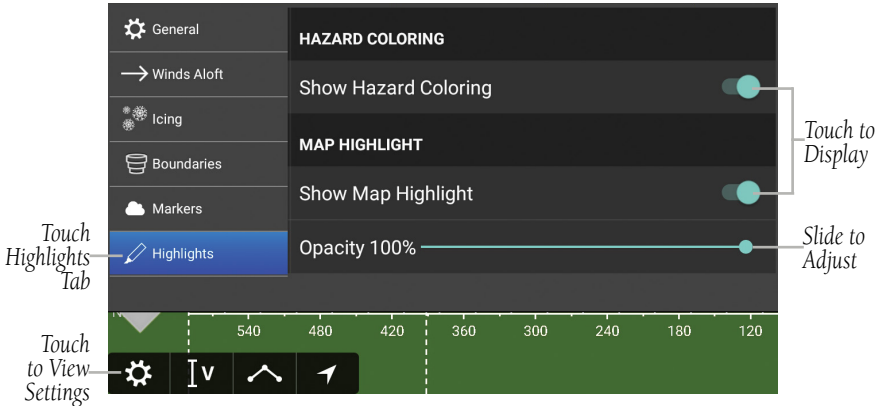 General
Winds Aloft
Icing
Boundaries
Markers
Highlights
HAZARD COLORING
Show Hazard Coloring
MAP HIGHLIGHT
Show Map Highlight
Opacity 100%
Touch to
Display
Slide to
Adjust
Touch
Highlights
Tab
540 480 420 360 300 240 180 120
V
Touch
to View
Settings